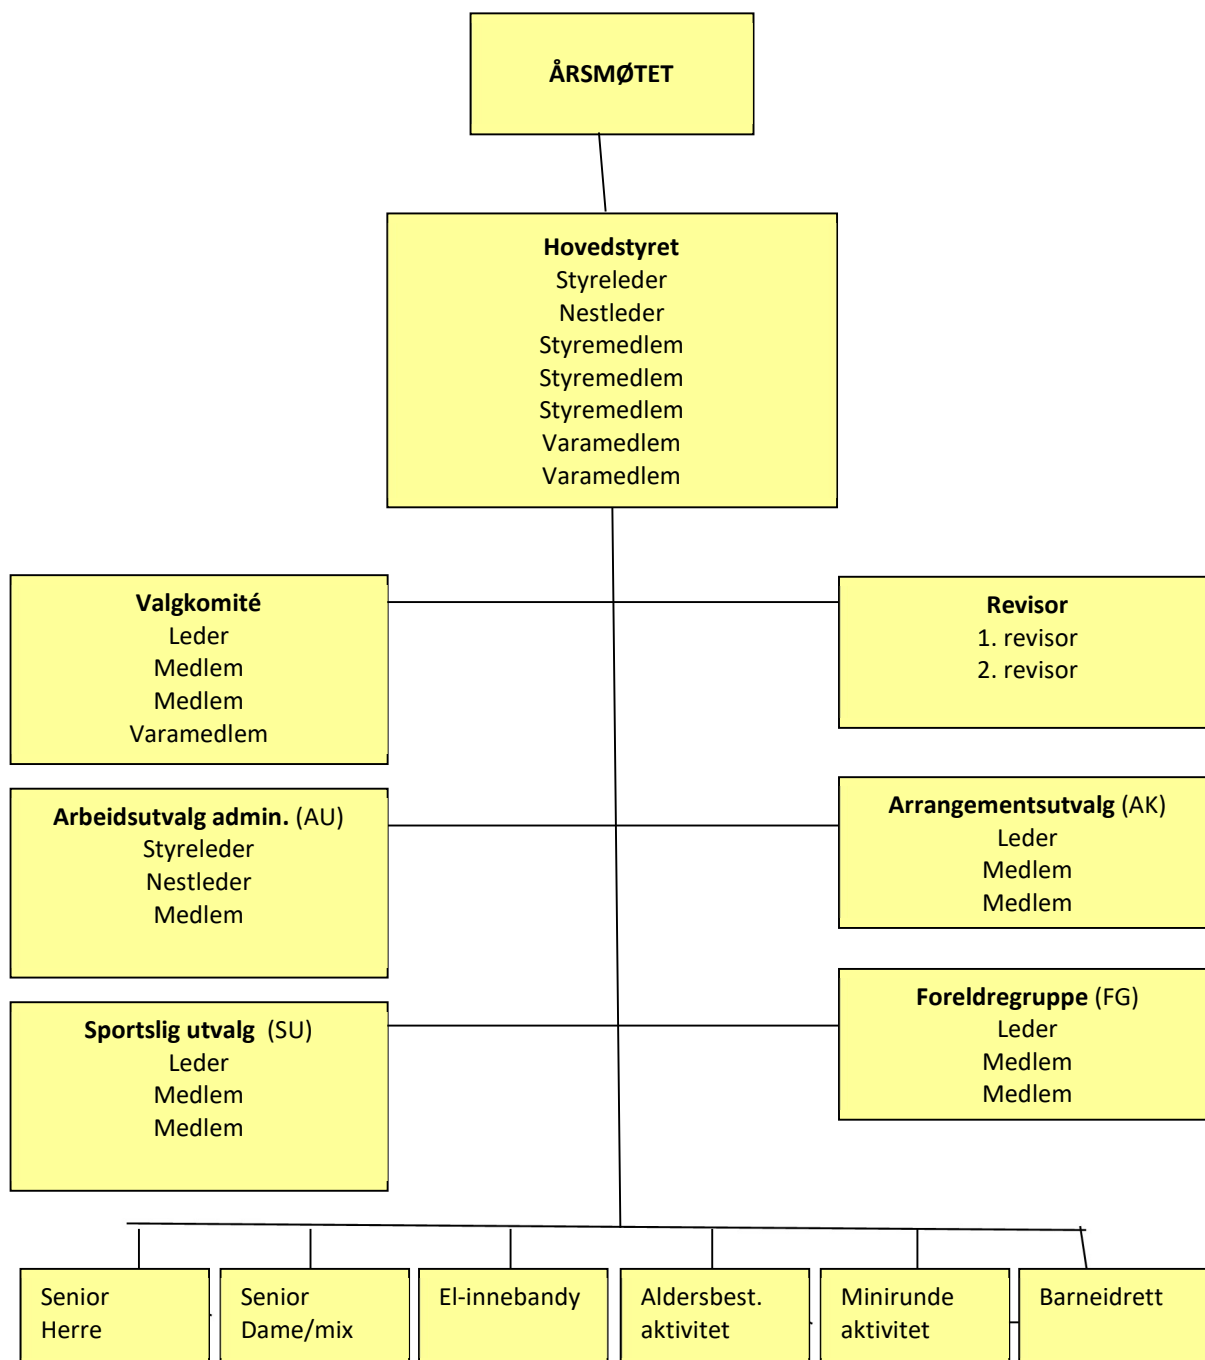 ÅRSMØTET
Hovedstyret
Styreleder
Nestleder
Styremedlem
Styremedlem
Styremedlem
Varamedlem
Varamedlem
Valgkomité
Leder
Medlem
Medlem
Varamedlem
Revisor
1. revisor
2. revisor
Arbeidsutvalg admin. (AU)
Styreleder
Nestleder
Medlem
Arrangementsutvalg (AK)
Leder
Medlem
Medlem
Sportslig utvalg (SU)
Leder
Medlem
Medlem
Foreldregruppe (FG)
Leder
Medlem
Medlem
Senior
Herre
Senior
Dame/mix
El-innebandy
Aldersbest.
aktivitet
Minirunde
aktivitet
Barneidrett